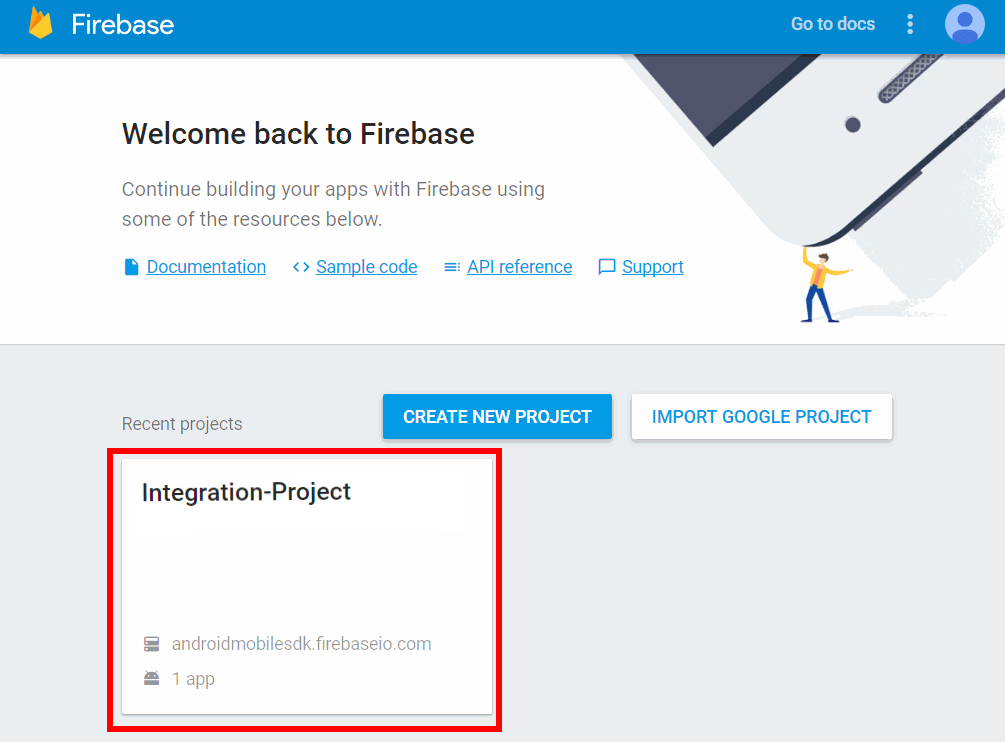 Firebase
Go to docs
Welcome back to Firebase
Continue building your apps with Firebase using
some of the resources below.
Documentation Sample code API reference Support
Recent projects
CREATE NEW PROJECT
IMPORT GOOGLE PROJECT
Integration-Project
androidmobilesdk.firebaseio.com
1 app